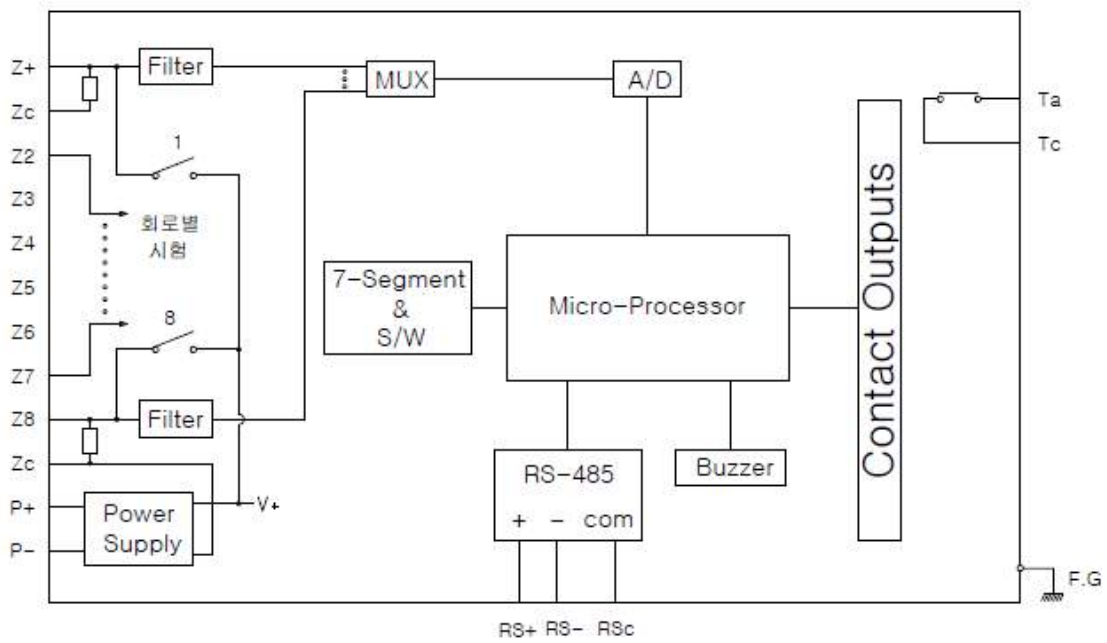 Z+
Filter
MUX
A/D
Zc
Ta
Z2
1
Tc
Z3
회로별
시험
Z4
Z5
7-Segment
&
S/W
Micro-Processor
Contact Outputs
Z6
8
Z7
Z8
Filter
Zc
RS-485
+ - com
Buzzer
P+
Power
Supply
V+
P-
F.G
RS+ RS- RSc